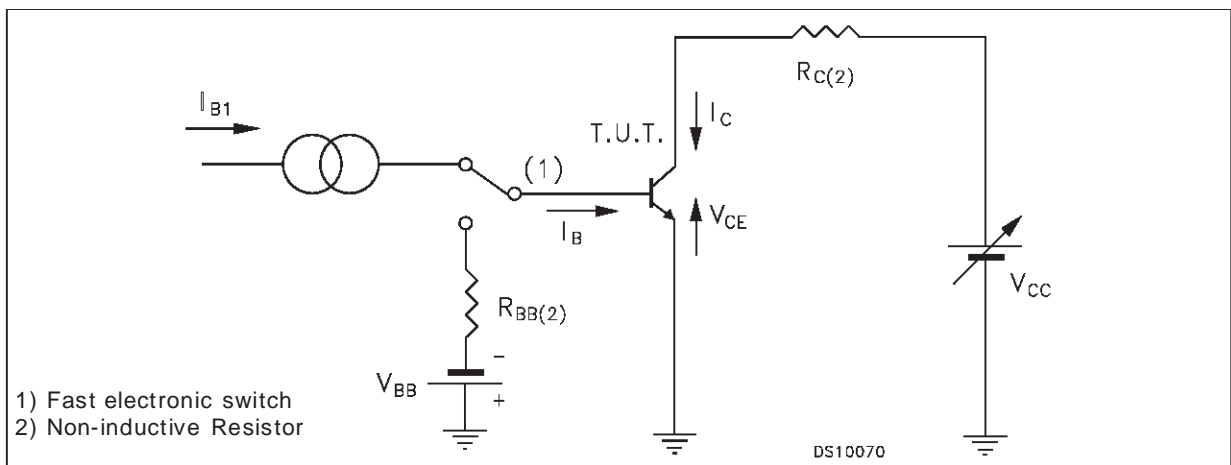 R_C(2)
I_B1
I_C
T.U.T.
(1)
I_B
V_CE
R_BB(2)
V_CC
−
V_BB
+
1) Fast electronic switch
2) Non-inductive Resistor
DS10070